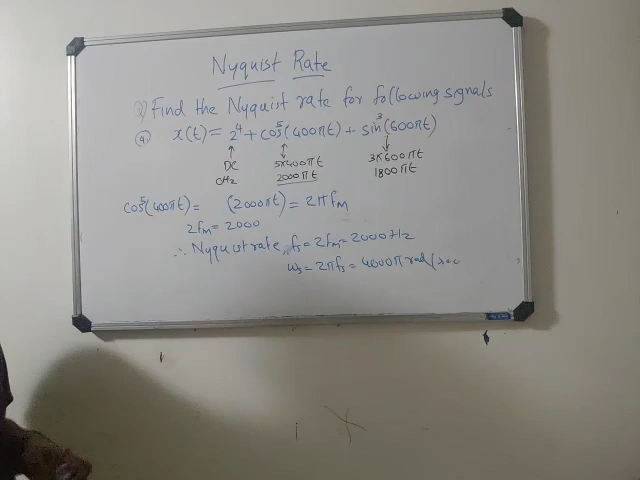 Nyquist Rate
Find the Nyquist rate for following signals
(a) x(t) = 2⁴ + cos⁵(400πt) + sin³(600πt)
↑ ↕ ↓
DC 5×400πt 3×600πt
0Hz 2000πt 1800πt
cos⁵(400πt) = (2000πt) = 2πfM
2fM = 2000
∴ Nyquist rate, fs = 2fM = 2000Hz
ωs = 2πfs = 4000π rad/sec